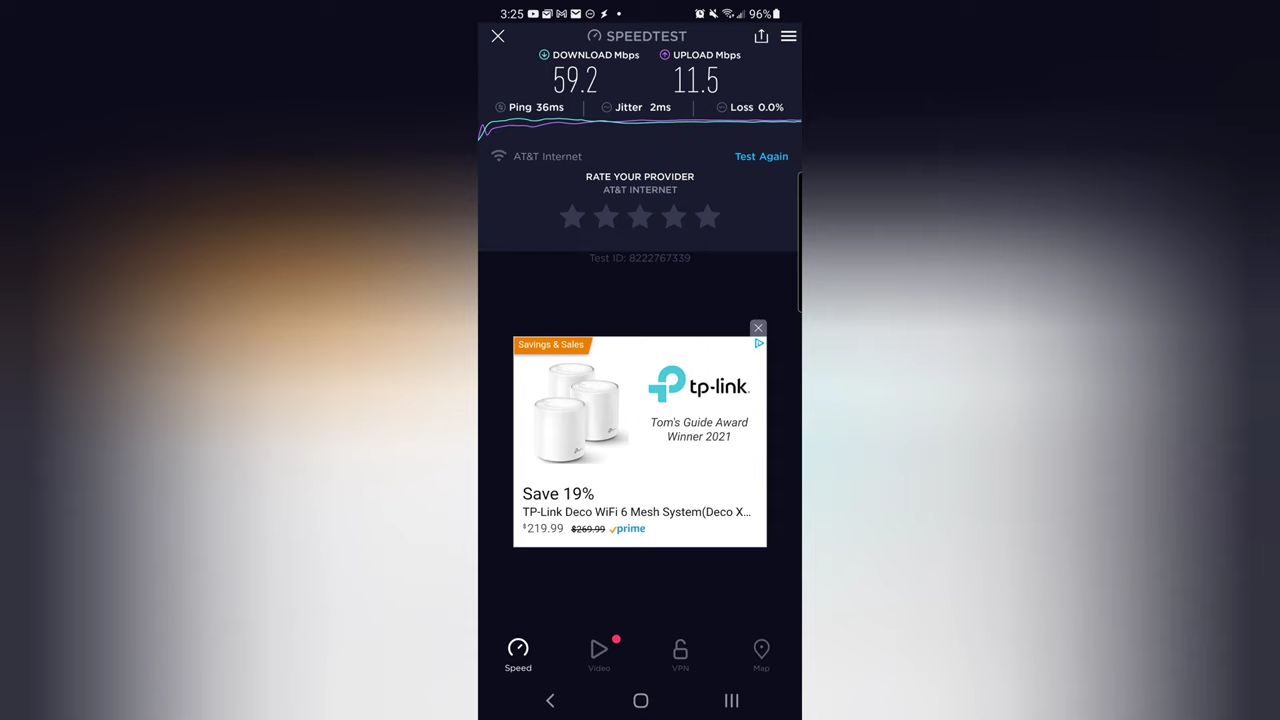 3:25
96%
SPEEDTEST
DOWNLOAD Mbps
UPLOAD Mbps
59.2
11.5
Ping 36ms
Jitter 2ms
Loss 0.0%
AT&T Internet
Test Again
RATE YOUR PROVIDER
AT&T INTERNET
Test ID: 8222767339
Savings & Sales
tp-link
Tom's Guide Award
Winner 2021
Save 19%
TP-Link Deco WiFi 6 Mesh System(Deco X...
$219.99 $269.99 prime
Speed
Video
VPN
Map